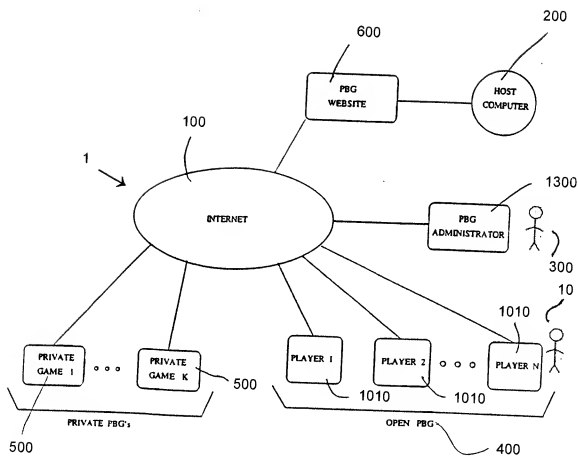 200
600
PBG
WEBSITE
HOST
COMPUTER
100
1
1300
INTERNET
PBG
ADMINISTRATOR
300
10
1010
PRIVATE
GAME 1
PRIVATE
GAME K
500
PLAYER 1
PLAYER 2
PLAYER N
1010
1010
500
PRIVATE PBG's
OPEN PBG
400